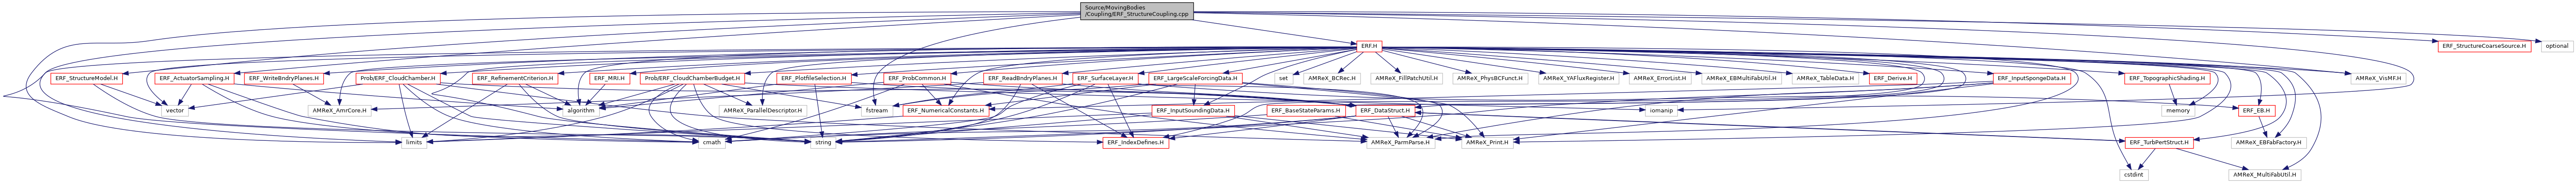 Source/MovingBodies
/Coupling/ERF_StructureCoupling.cpp
ERF.H
ERF_StructureCoarseSource.H
optional
ERF_StructureModel.H
ERF_ActuatorSampling.H
ERF_WriteBndryPlanes.H
Prob/ERF_CloudChamber.H
ERF_RefinementCriterion.H
ERF_MRI.H
Prob/ERF_CloudChamberBudget.H
ERF_PlotfileSelection.H
ERF_ProbCommon.H
ERF_ReadBndryPlanes.H
ERF_SurfaceLayer.H
ERF_LargeScaleForcingData.H
set
AMReX_BCRec.H
AMReX_FillPatchUtil.H
AMReX_PhysBCFunct.H
AMReX_YAFluxRegister.H
AMReX_ErrorList.H
AMReX_EBMultiFabUtil.H
AMReX_TableData.H
ERF_Derive.H
ERF_InputSpongeData.H
ERF_TopographicShading.H
AMReX_VisMF.H
vector
AMReX_AmrCore.H
algorithm
AMReX_ParallelDescriptor.H
fstream
ERF_NumericalConstants.H
ERF_InputSoundingData.H
ERF_BaseStateParams.H
ERF_DataStruct.H
iomanip
memory
ERF_EB.H
limits
cmath
string
ERF_IndexDefines.H
AMReX_ParmParse.H
AMReX_Print.H
ERF_TurbPertStruct.H
AMReX_EBFabFactory.H
cstdint
AMReX_MultiFabUtil.H